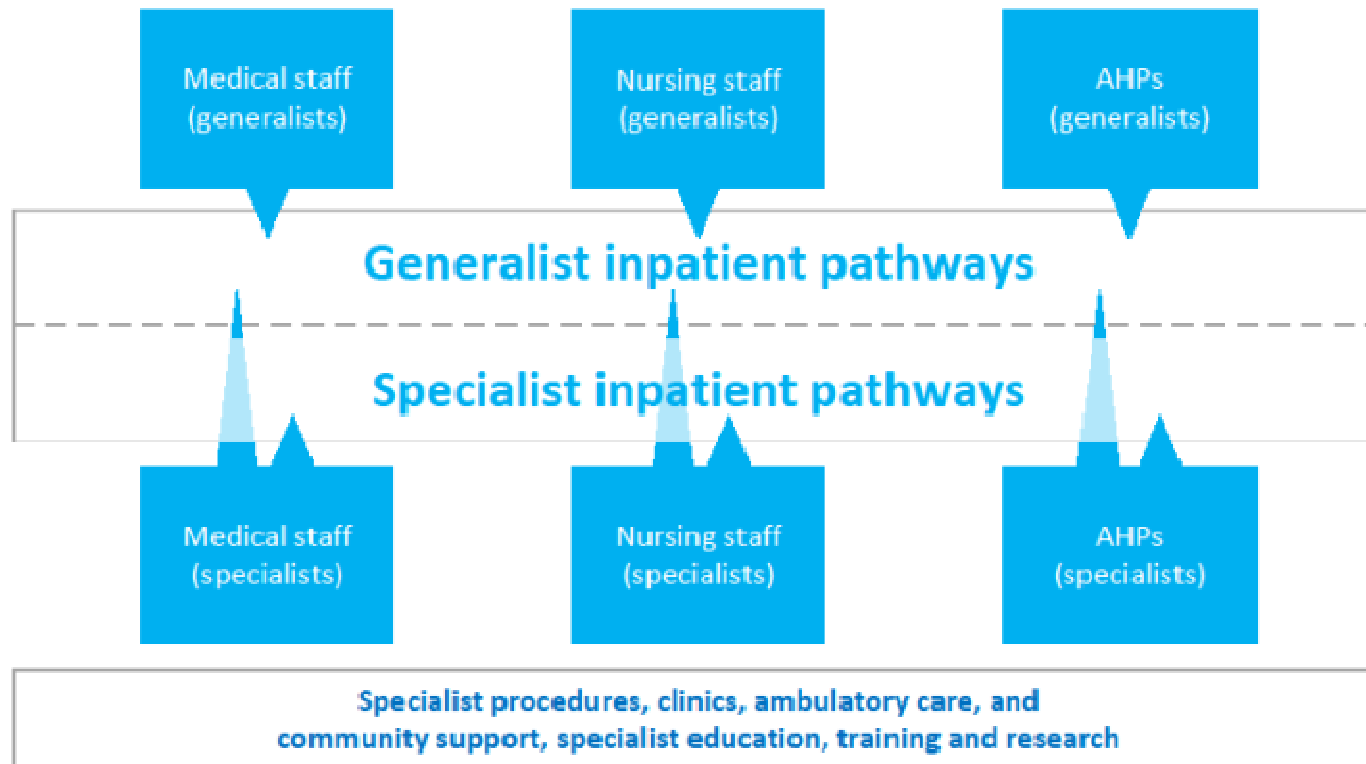 Medical staff
(generalists)
Nursing staff
(generalists)
AHPs
(generalists)
Generalist inpatient pathways
Specialist inpatient pathways
Medical staff
(specialists)
Nursing staff
(specialists)
AHPs
(specialists)
Specialist procedures, clinics, ambulatory care, and
community support, specialist education, training and research